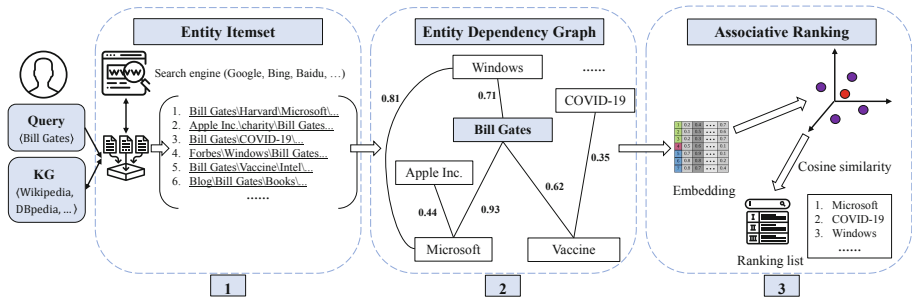 Entity Itemset
Entity Dependency Graph
Associative Ranking
Search engine (Google, Bing, Baidu, …)
Query
⟨Bill Gates⟩
KG
⟨Wikipedia,
DBpedia, ...⟩
1. Bill Gates\Harvard\Microsoft\...
2. Apple Inc.\charity\Bill Gates...
3. Bill Gates\COVID-19\...
4. Forbes\Windows\Bill Gates...
5. Bill Gates\Vaccine\Intel\...
6. Blog\Bill Gates\Books\...
......
Windows
......
0.81
0.71
COVID-19
Bill Gates
0.35
Apple Inc.
0.62
0.44
0.93
Microsoft
Vaccine
Embedding
Cosine similarity
Ranking list
1. Microsoft
2. COVID-19
3. Windows
......
1
2
3